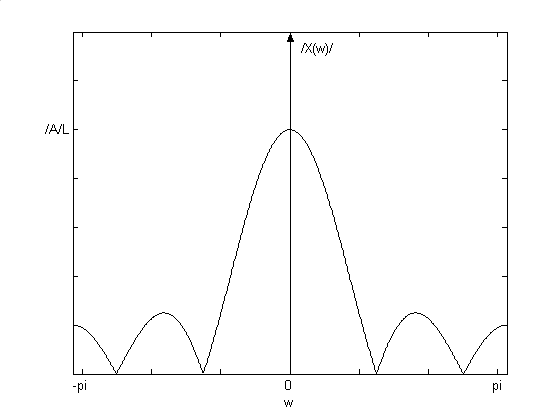 /X(w)/
/A/L
-pi 0 pi
w